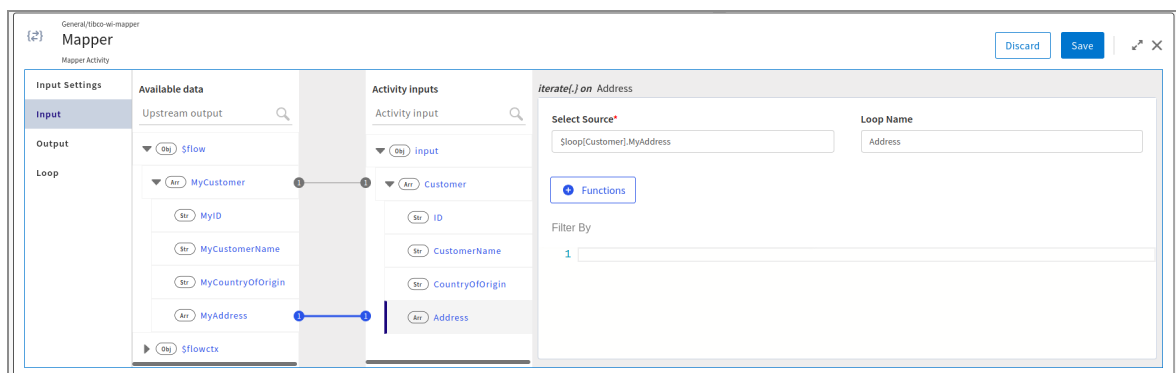 General/tibco-wi-mapper
Mapper
Mapper Activity
Discard
Save
Input Settings
Input
Output
Loop
Available data
Upstream output
Obj $flow
Arr MyCustomer
Str MyID
Str MyCustomerName
Str MyCountryOfOrigin
Arr MyAddress
Obj $flowctx
1 1
1 1
Activity inputs
Activity input
Obj input
Arr Customer
Str ID
Str CustomerName
Str CountryOfOrigin
Arr Address
iterate{.} on Address
Select Source*
$loop[Customer].MyAddress
Loop Name
Address
Functions
Filter By
1